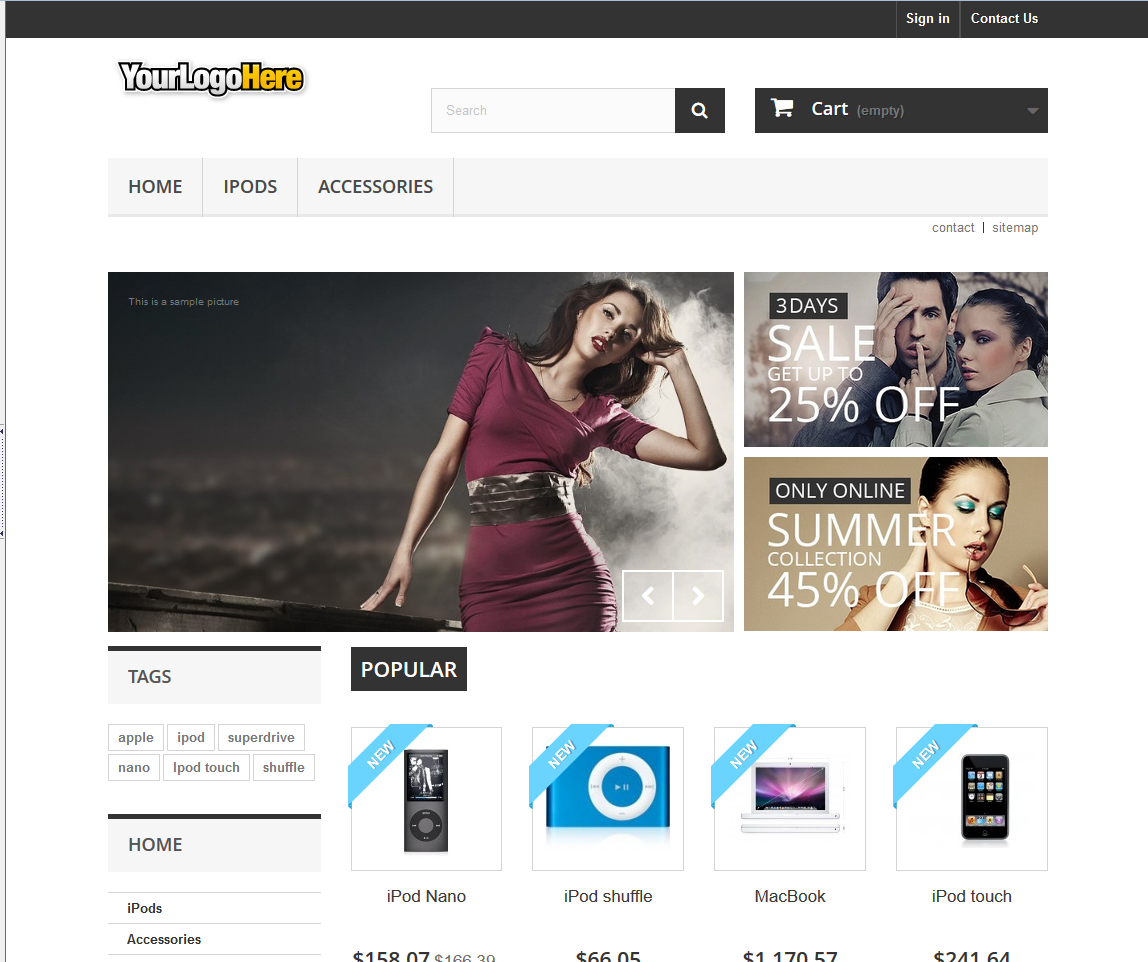 Sign in
Contact Us
YourLogoHere
Search
Cart (empty)
HOME
IPODS
ACCESSORIES
contact
sitemap
This is a sample picture
3 DAYS
SALE
GET UP TO
25% OFF
ONLY ONLINE
SUMMER
COLLECTION
45% OFF
TAGS
apple
ipod
superdrive
nano
Ipod touch
shuffle
HOME
iPods
Accessories
POPULAR
NEW
NEW
NEW
NEW
iPod Nano
iPod shuffle
MacBook
iPod touch
$158.07 $166.39
$66.05
$1,170.57
$241.64